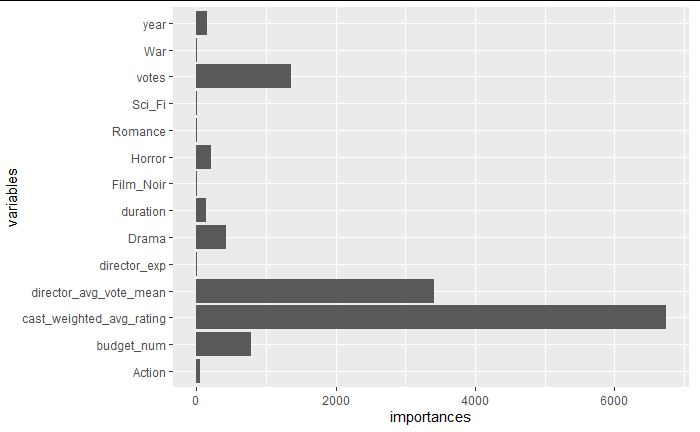 year
War
votes
Sci_Fi
Romance
Horror
Film_Noir
duration
Drama
director_exp
director_avg_vote_mean
cast_weighted_avg_rating
budget_num
Action
variables
0 2000 4000 6000
importances